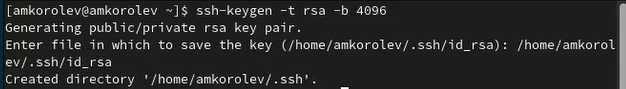 [amkorolev@amkorolev ~]$ ssh-keygen -t rsa -b 4096
Generating public/private rsa key pair.
Enter file in which to save the key (/home/amkorolev/.ssh/id_rsa): /home/amkorol
ev/.ssh/id_rsa
Created directory '/home/amkorolev/.ssh'.